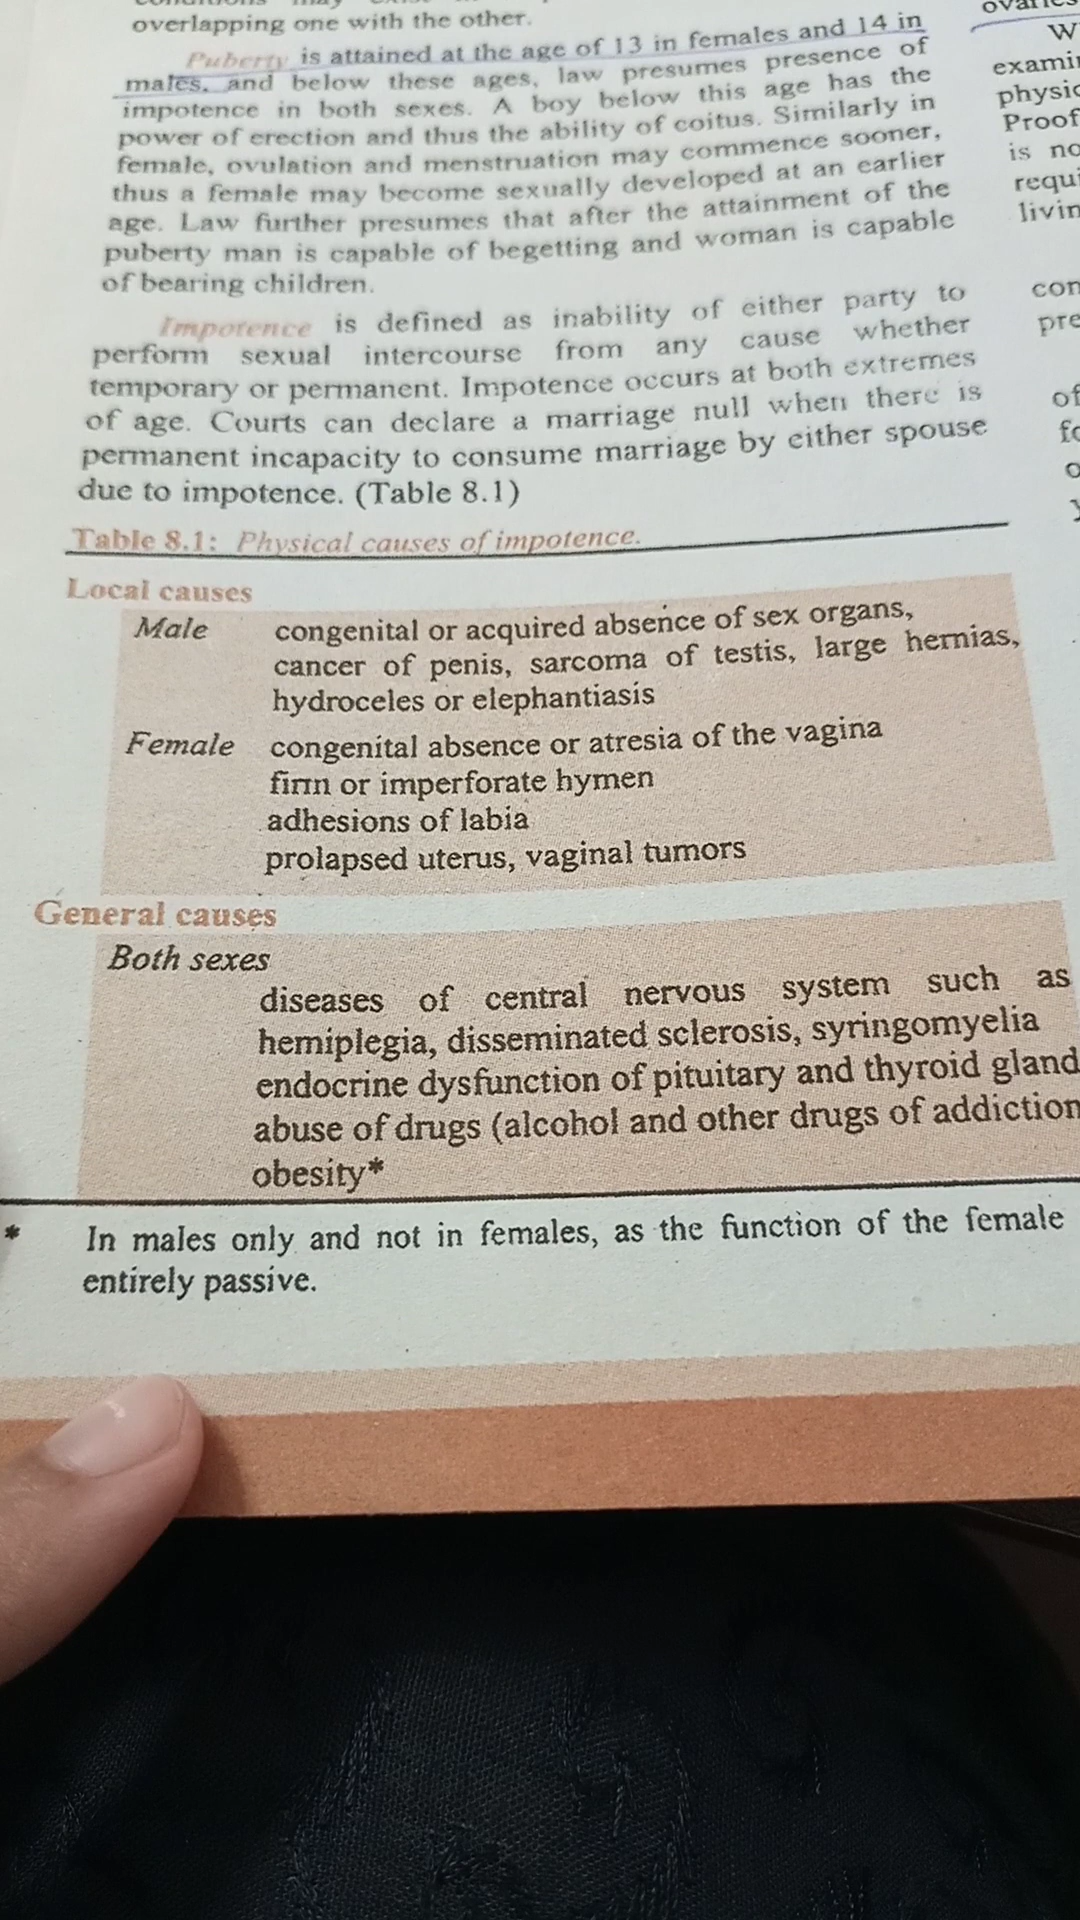 overlapping one with the other.
Puberty is attained at the age of 13 in females and 14 in
males, and below these ages, law presumes presence of
impotence in both sexes. A boy below this age has the
power of erection and thus the ability of coitus. Similarly in
female, ovulation and menstruation may commence sooner,
thus a female may become sexually developed at an earlier
age. Law further presumes that after the attainment of the
puberty man is capable of begetting and woman is capable
of bearing children.
Impotence is defined as inability of either party to
perform sexual intercourse from any cause whether
temporary or permanent. Impotence occurs at both extremes
of age. Courts can declare a marriage null when there is
permanent incapacity to consume marriage by either spouse
due to impotence. (Table 8.1)
Table 8.1: Physical causes of impotence.
Local causes
Male congenital or acquired absence of sex organs,
cancer of penis, sarcoma of testis, large hernias,
hydroceles or elephantiasis
Female congenital absence or atresia of the vagina
firm or imperforate hymen
adhesions of labia
prolapsed uterus, vaginal tumors
General causes
Both sexes
diseases of central nervous system such as
hemiplegia, disseminated sclerosis, syringomyelia
endocrine dysfunction of pituitary and thyroid gland
abuse of drugs (alcohol and other drugs of addiction
obesity*
* In males only and not in females, as the function of the female
entirely passive.
W
examin
physic
Proof
is no
requi
livin
con
pre
of